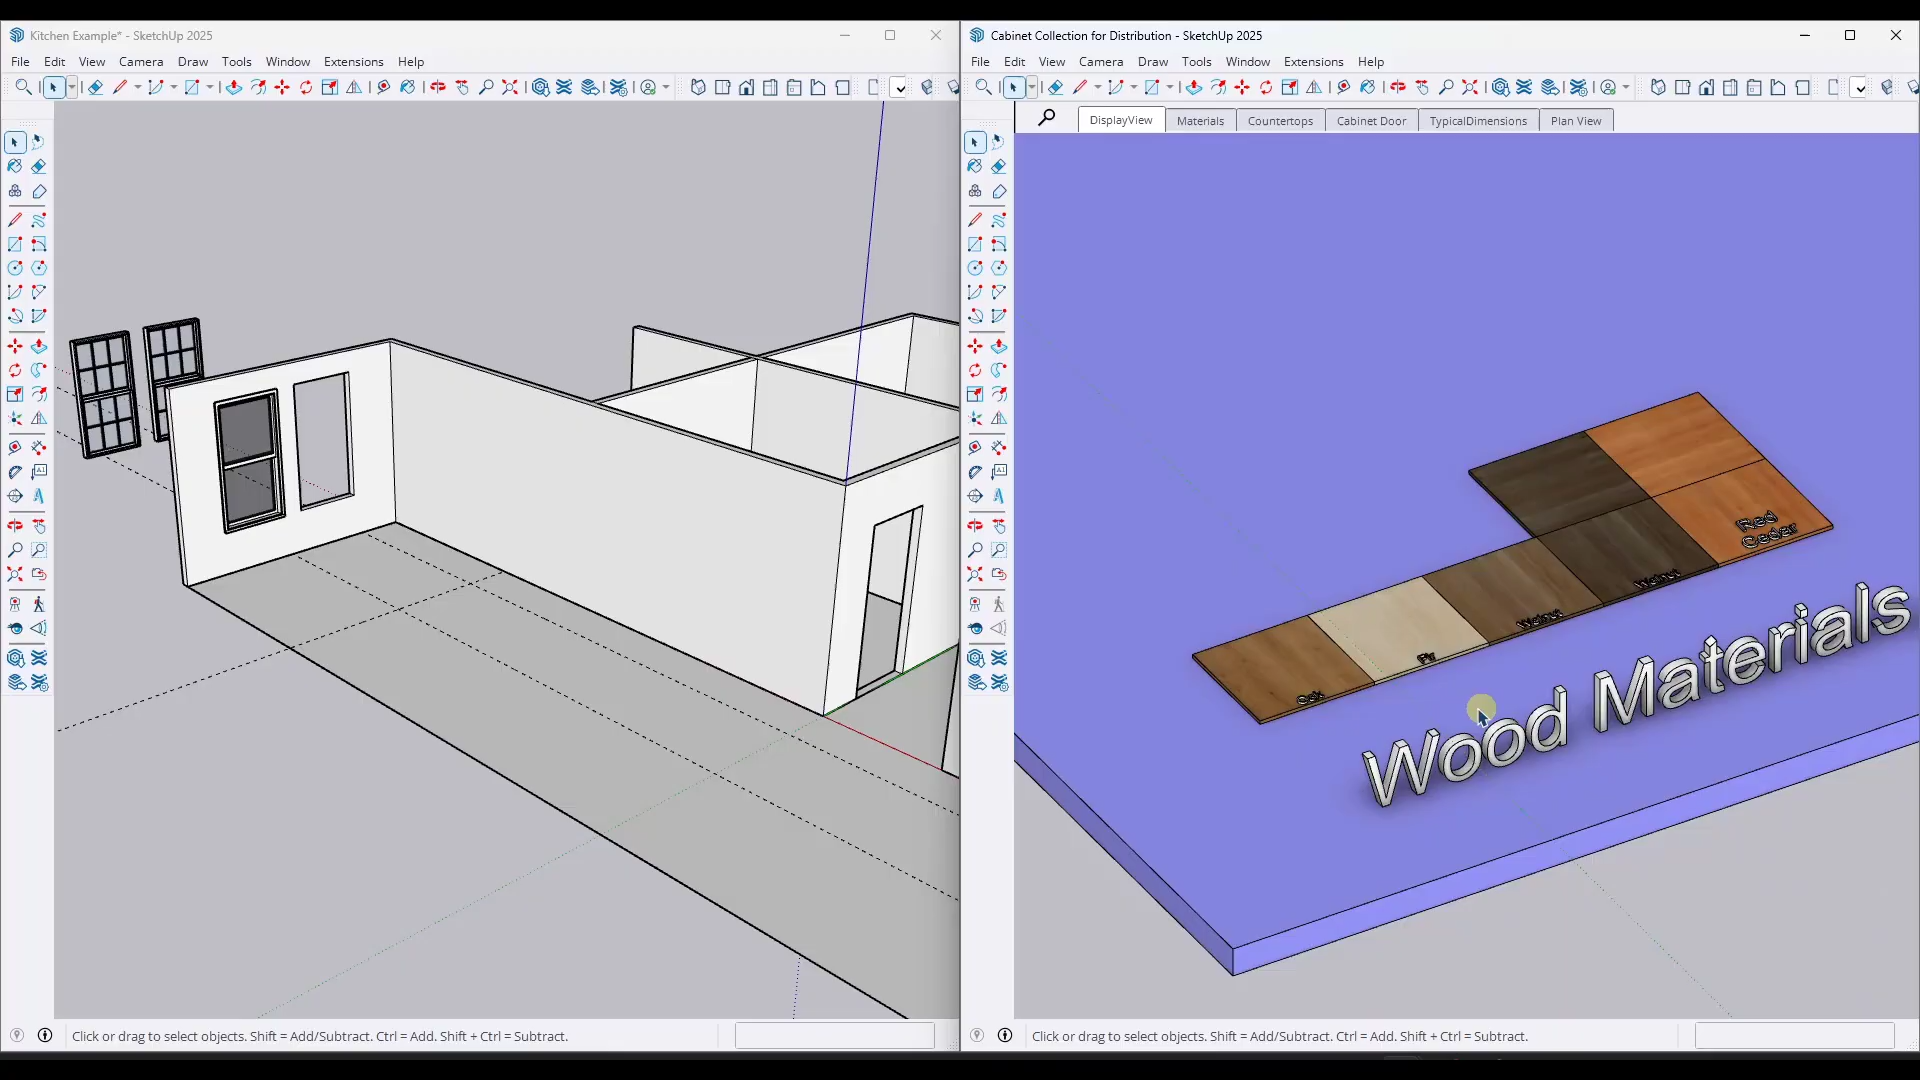 Kitchen Example* - SketchUp 2025
File Edit View Camera Draw Tools Window Extensions Help
Click or drag to select objects. Shift = Add/Subtract. Ctrl = Add. Shift + Ctrl = Subtract.
Cabinet Collection for Distribution - SketchUp 2025
File Edit View Camera Draw Tools Window Extensions Help
DisplayView Materials Countertops Cabinet Door TypicalDimensions Plan View
Red
Cedar
Walnut
Walnut
Fir
Oak
Wood Materials
Click or drag to select objects. Shift = Add/Subtract. Ctrl = Add. Shift + Ctrl = Subtract.